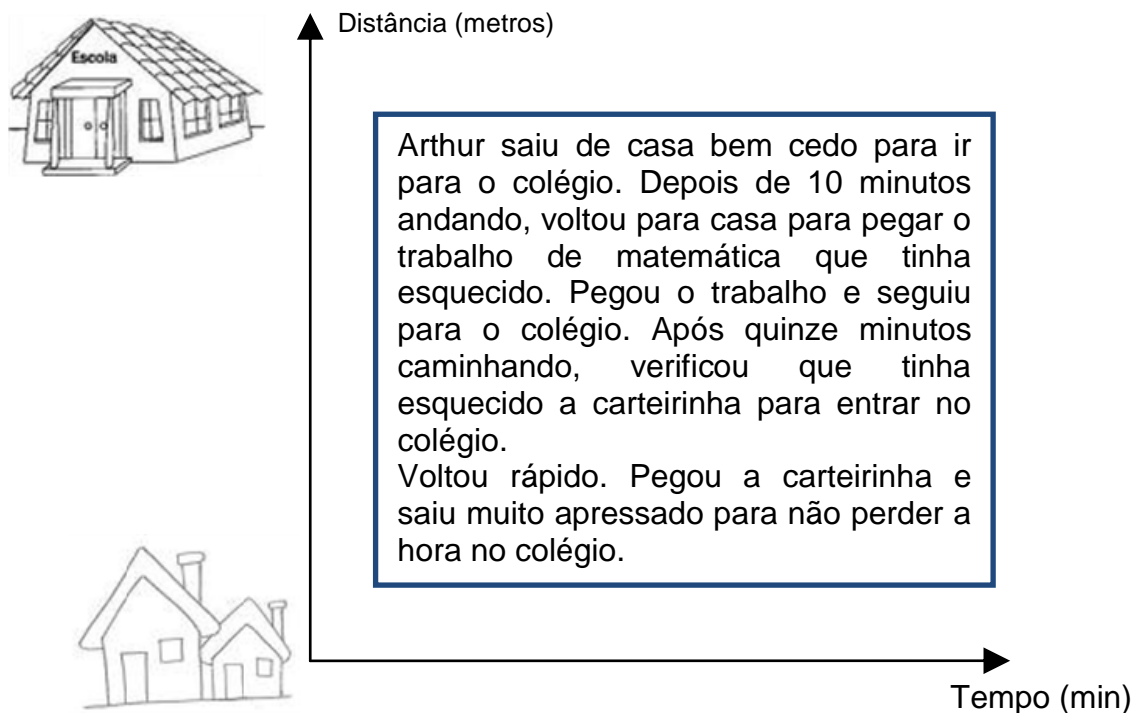 Escola
Distância (metros)
Arthur saiu de casa bem cedo para ir
para o colégio. Depois de 10 minutos
andando, voltou para casa para pegar o
trabalho de matemática que tinha
esquecido. Pegou o trabalho e seguiu
para o colégio. Após quinze minutos
caminhando, verificou que tinha
esquecido a carteirinha para entrar no
colégio.
Voltou rápido. Pegou a carteirinha e
saiu muito apressado para não perder a
hora no colégio.
Tempo (min)